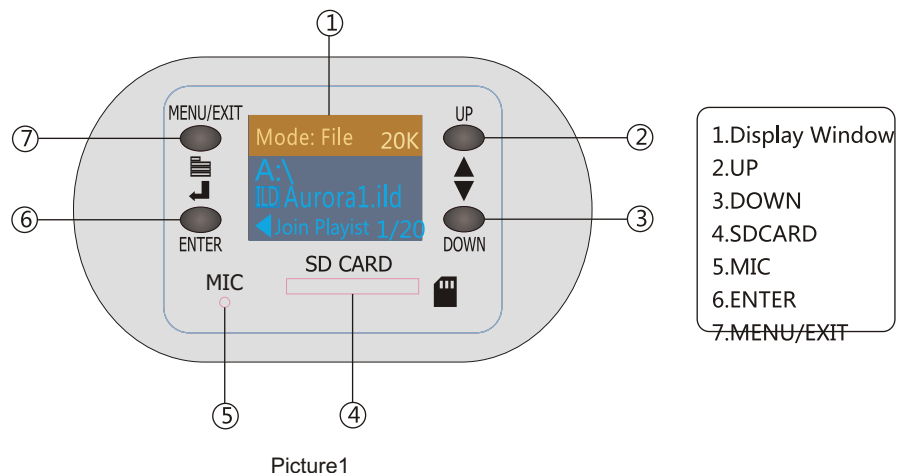 ①
MENU/EXIT
UP
⑦
②
Mode: File 20K
A:\
ILD Aurora1.ild
Join Playist 1/20
⑥
③
ENTER
DOWN
SD CARD
MIC
⑤
④
Picture1
1.Display Window
2.UP
3.DOWN
4.SDCARD
5.MIC
6.ENTER
7.MENU/EXIT